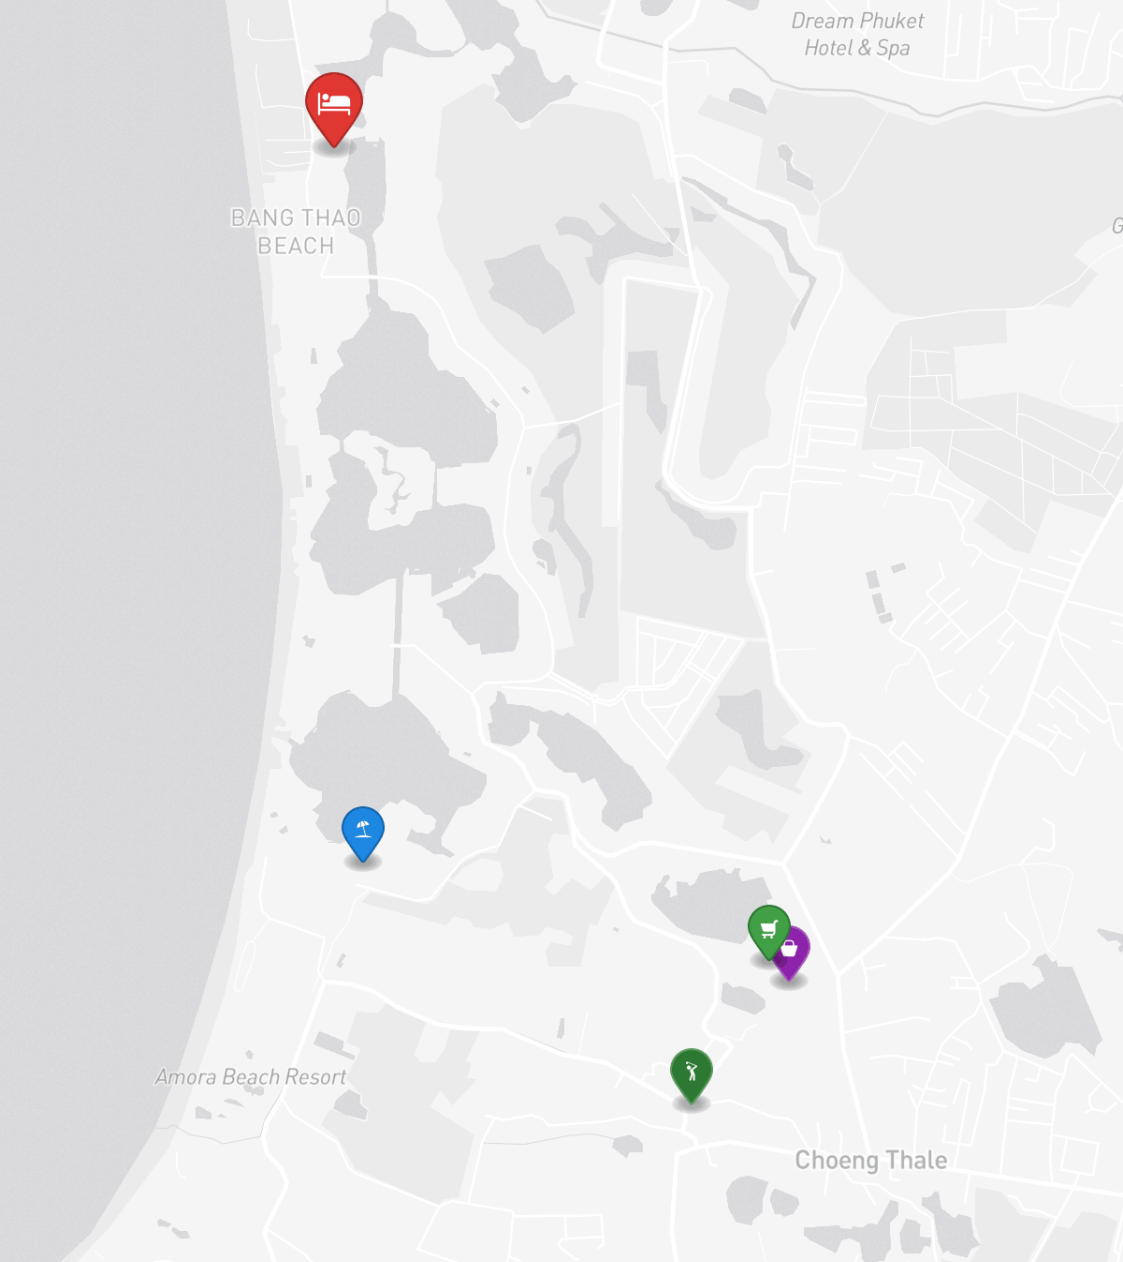 Dream Phuket
Hotel & Spa
BANG THAO
BEACH
G
Amora Beach Resort
Choeng Thale